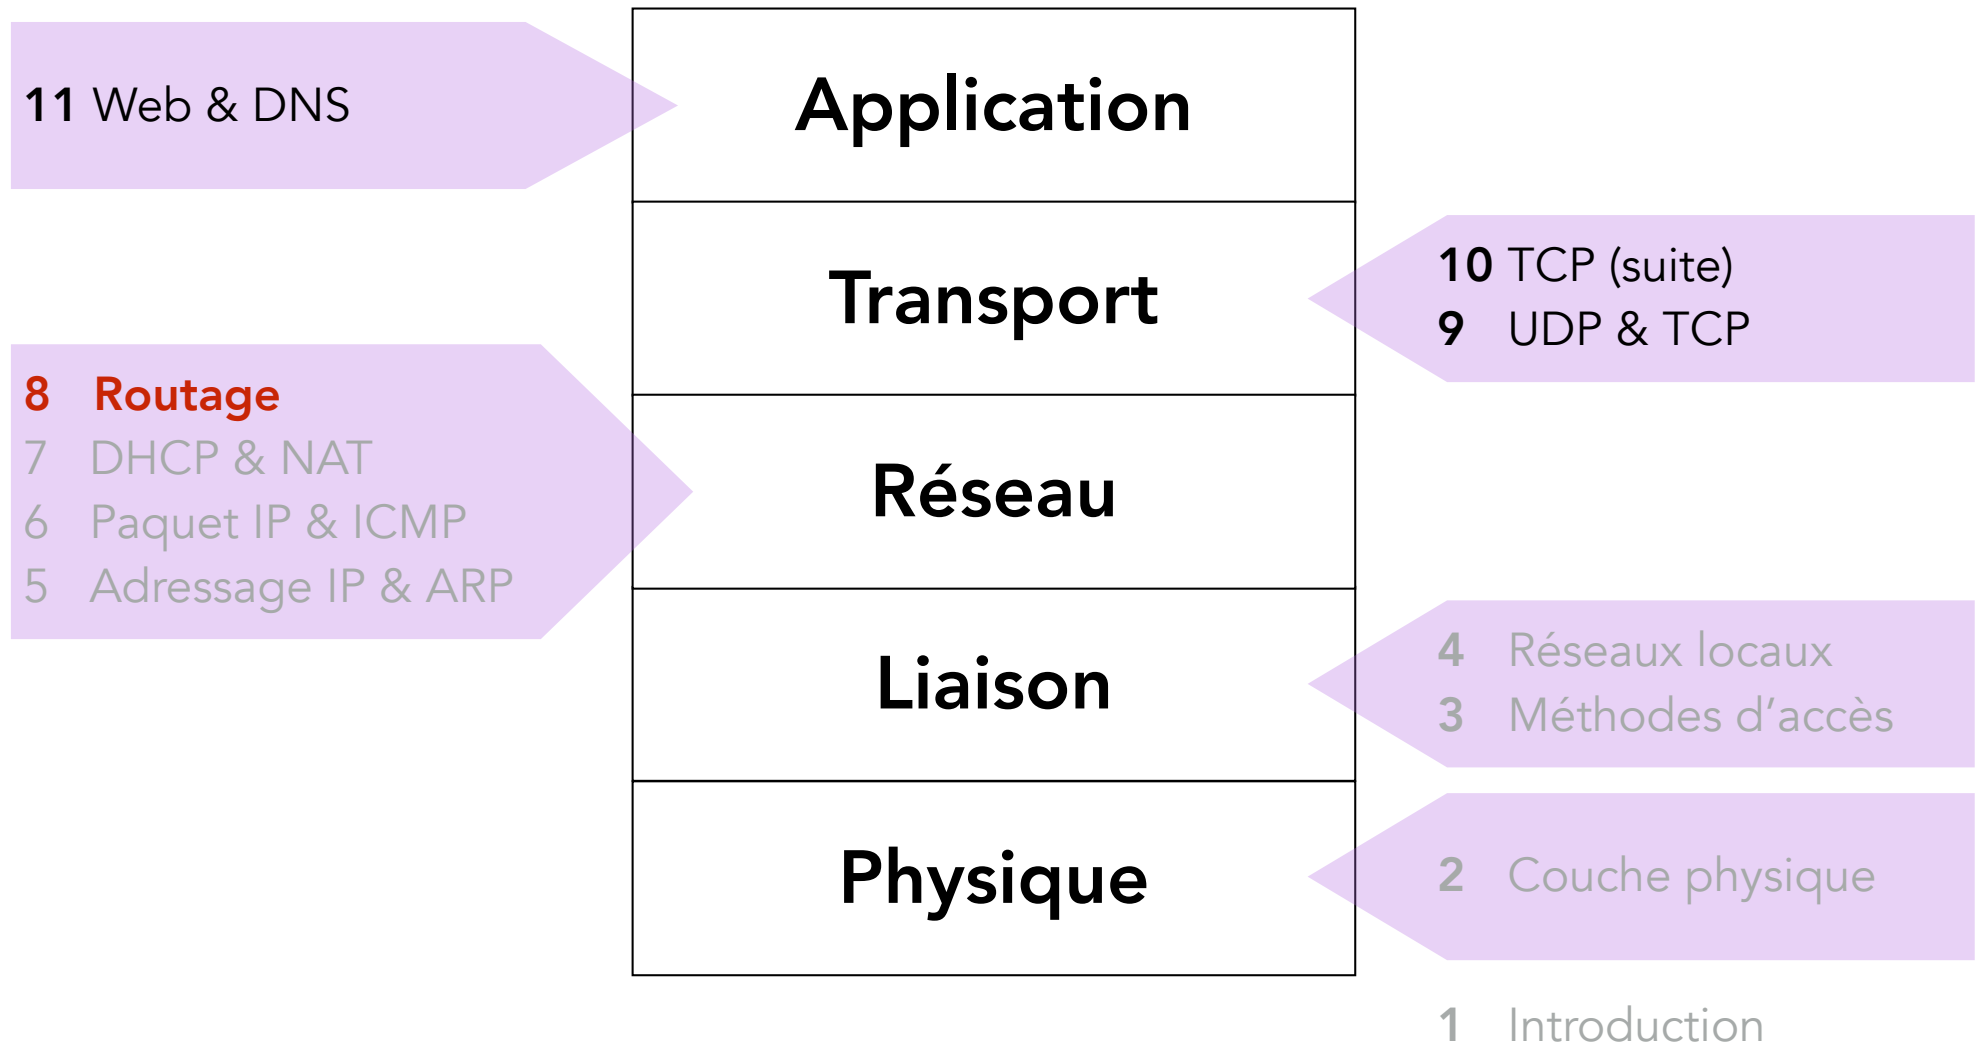 11 Web & DNS
Application
Transport
10 TCP (suite)
9 UDP & TCP
8 Routage
7 DHCP & NAT
6 Paquet IP & ICMP
5 Adressage IP & ARP
Réseau
Liaison
4 Réseaux locaux
3 Méthodes d’accès
Physique
2 Couche physique
1 Introduction